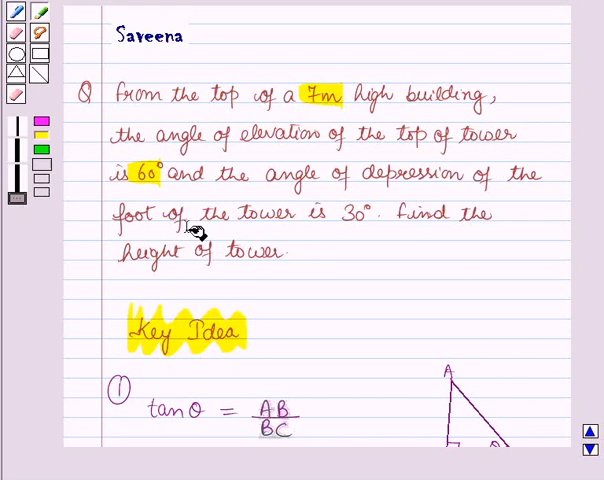 Saveena
Q From the top of a 7m high building,
the angle of elevation of the top of tower
is 60° and the angle of depression of the
foot of the tower is 30°. Find the
height of tower.
Key Idea
① tanθ = AB/BC
A
θ